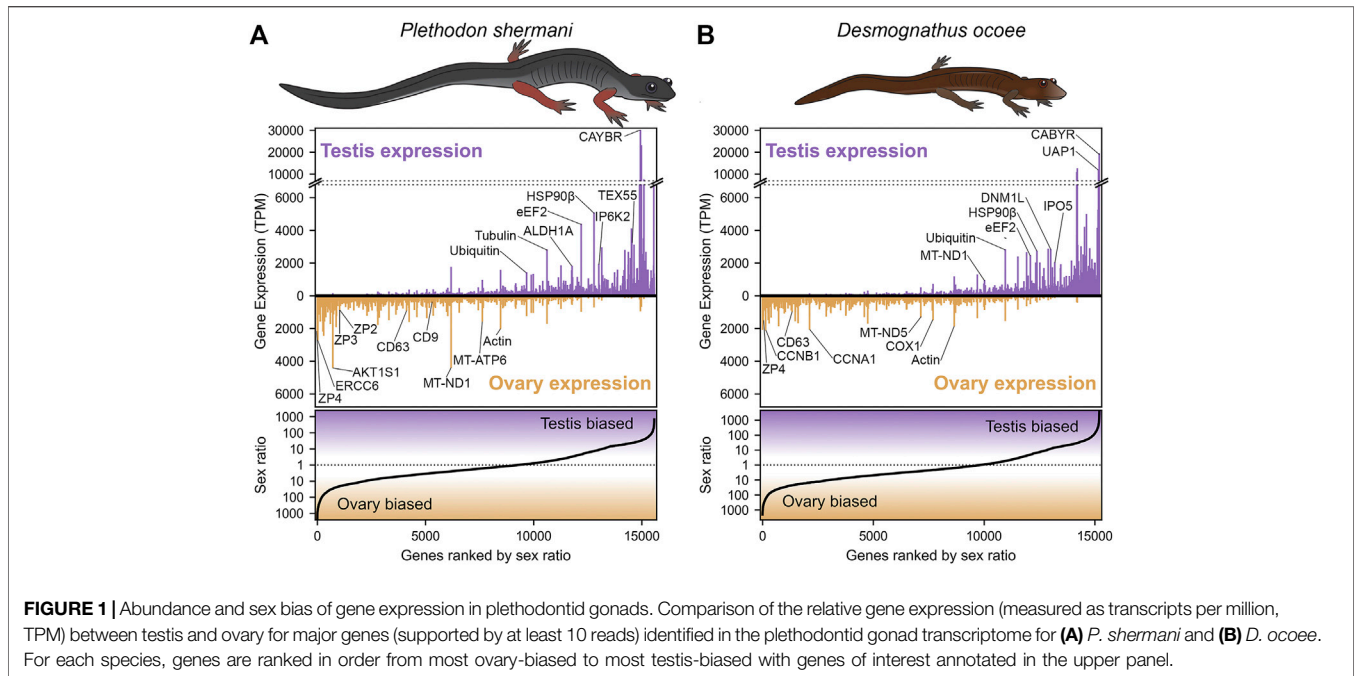 A
Plethodon shermani
B
Desmognathus ocoee
30000
20000
10000
6000
4000
2000
0
2000
4000
6000
Gene Expression (TPM)
Testis expression
CAYBR
HSP90β
TEX55
eEF2
IP6K2
Tubulin
ALDH1A
Ubiquitin
ZP2
ZP3
CD63
CD9
Actin
MT-ATP6
AKT1S1
MT-ND1
ERCC6
ZP4
Ovary expression
1000
100
10
1
10
100
1000
Sex ratio
Testis biased
Ovary biased
0
5000
10000
15000
Genes ranked by sex ratio
30000
20000
10000
6000
4000
2000
0
2000
4000
6000
Gene Expression (TPM)
Testis expression
CABYR
UAP1
DNM1L
HSP90β
IPO5
eEF2
Ubiquitin
MT-ND1
MT-ND5
CD63
COX1
CCNB1
CCNA1
Actin
ZP4
Ovary expression
1000
100
10
1
10
100
1000
Sex ratio
Testis biased
Ovary biased
0
5000
10000
15000
Genes ranked by sex ratio
FIGURE 1 | Abundance and sex bias of gene expression in plethodontid gonads. Comparison of the relative gene expression (measured as transcripts per million,
TPM) between testis and ovary for major genes (supported by at least 10 reads) identified in the plethodontid gonad transcriptome for (A) P. shermani and (B) D. ocoee.
For each species, genes are ranked in order from most ovary-biased to most testis-biased with genes of interest annotated in the upper panel.